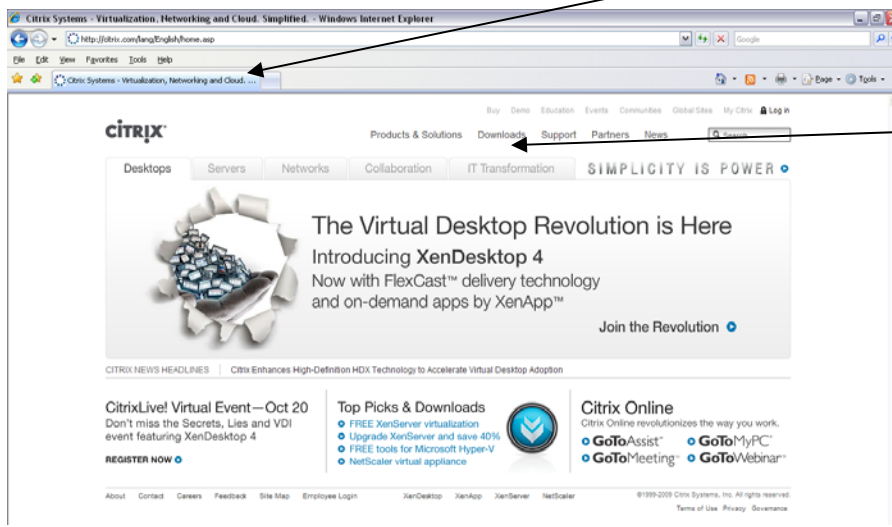 Citrix Systems - Virtualization, Networking and Cloud. Simplified. - Windows Internet Explorer
http://citrix.com/lang/English/home.asp
Google
File Edit View Favorites Tools Help
Citrix Systems - Virtualization, Networking and Cloud. ...
Page Tools
Buy Demo Education Events Communities Global Sites My Citrix Log in
CITRIX
Products & Solutions Downloads Support Partners News Search
Desktops Servers Networks Collaboration IT Transformation SIMPLICITY IS POWER
The Virtual Desktop Revolution is Here
Introducing XenDesktop 4
Now with FlexCast™ delivery technology
and on-demand apps by XenApp™
Join the Revolution
CITRIX NEWS HEADLINES Citrix Enhances High-Definition HDX Technology to Accelerate Virtual Desktop Adoption
CitrixLive! Virtual Event—Oct 20
Don't miss the Secrets, Lies and VDI
event featuring XenDesktop 4
REGISTER NOW
Top Picks & Downloads
FREE XenServer virtualization
Upgrade XenServer and save 40%
FREE tools for Microsoft Hyper-V
NetScaler virtual appliance
Citrix Online
Citrix Online revolutionizes the way you work.
GoToAssist™ GoToMyPC®
GoToMeeting™ GoToWebinar™
About Contact Careers Feedback Site Map Employee Login XenDesktop XenApp XenServer NetScaler ©1999-2009 Citrix Systems, Inc. All rights reserved.
Terms of Use Privacy Governance